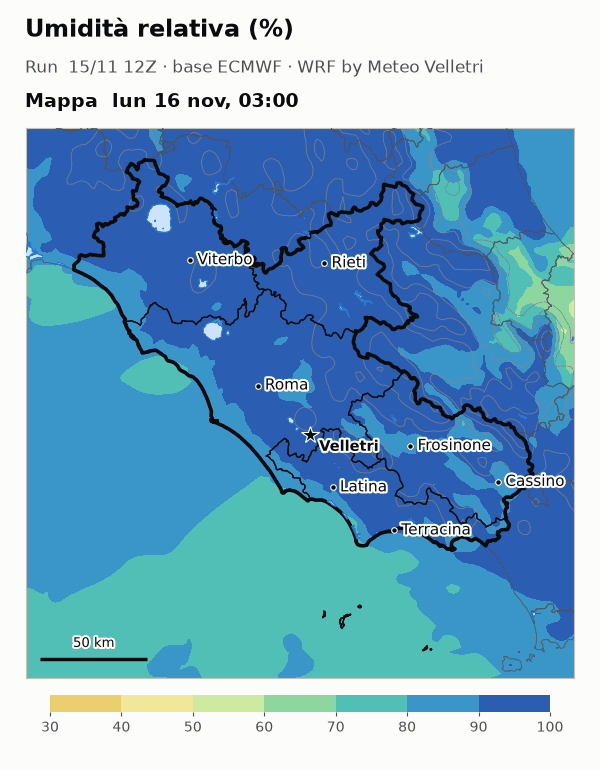 Umidità relativa (%)
Run 15/11 12Z · base ECMWF · WRF by Meteo Velletri
Mappa lun 16 nov, 03:00
Viterbo
Rieti
Roma
Velletri
Frosinone
Latina
Cassino
Terracina
50 km
30 40 50 60 70 80 90 100